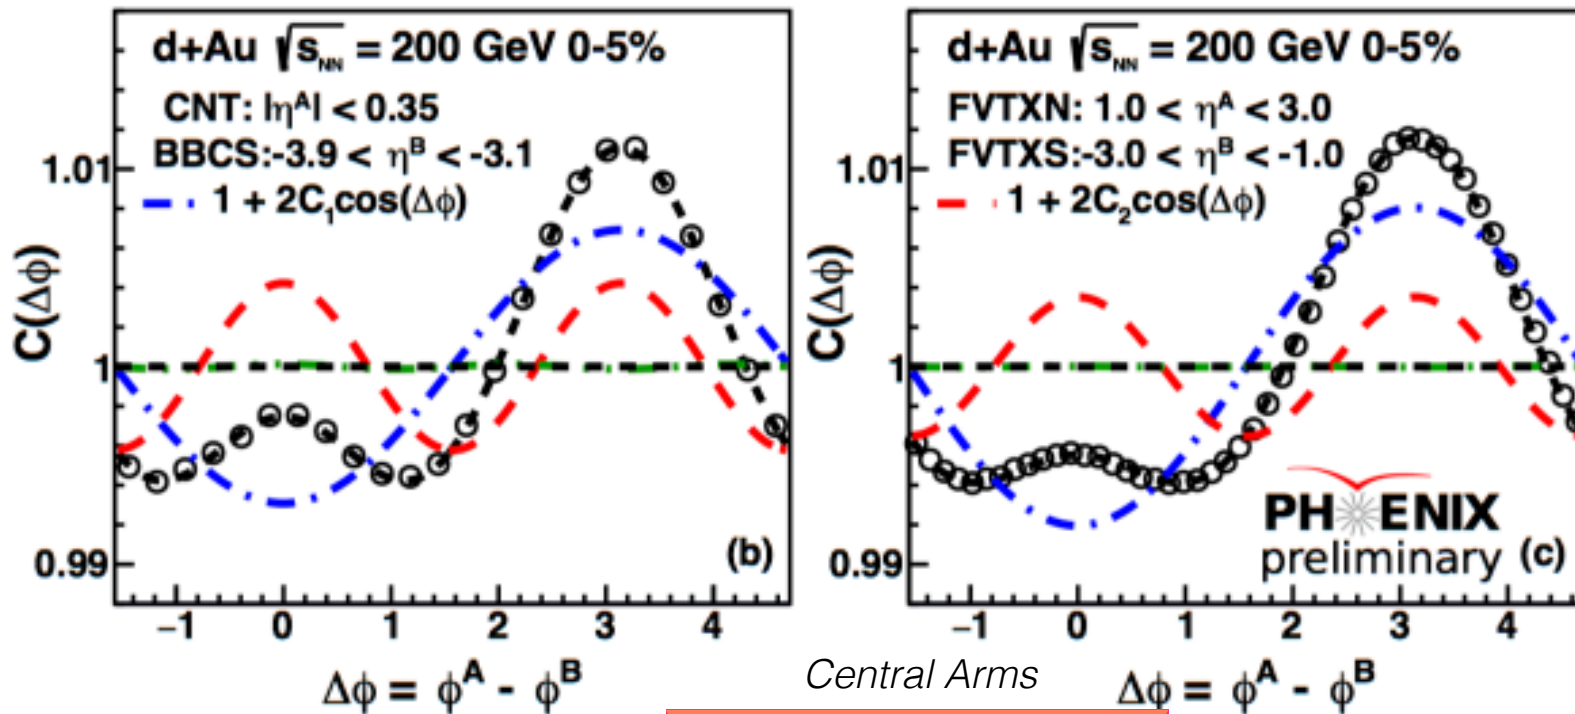 d+Au √s_NN = 200 GeV 0-5%
CNT: |η^A| < 0.35
BBCS:-3.9 < η^B < -3.1
1 + 2C_1cos(Δϕ)
C(Δϕ)
1.01
1
0.99
(b)
−1 0 1 2 3 4
Δϕ = ϕ^A - ϕ^B
d+Au √s_NN = 200 GeV 0-5%
FVTXN: 1.0 < η^A < 3.0
FVTXS:-3.0 < η^B < -1.0
1 + 2C_2cos(Δϕ)
C(Δϕ)
1.01
1
0.99
PHENIX
preliminary
(c)
−1 0 1 2 3 4
Δϕ = ϕ^A - ϕ^B
Central Arms